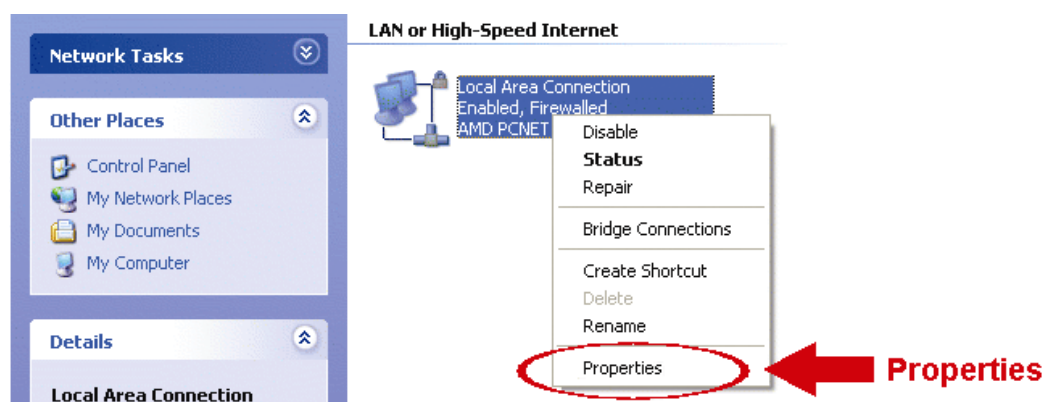 Network Tasks
Other Places
Control Panel
My Network Places
My Documents
My Computer
Details
Local Area Connection
LAN or High-Speed Internet
Local Area Connection
Enabled, Firewalled
AMD PCNET
Disable
Status
Repair
Bridge Connections
Create Shortcut
Delete
Rename
Properties
Properties